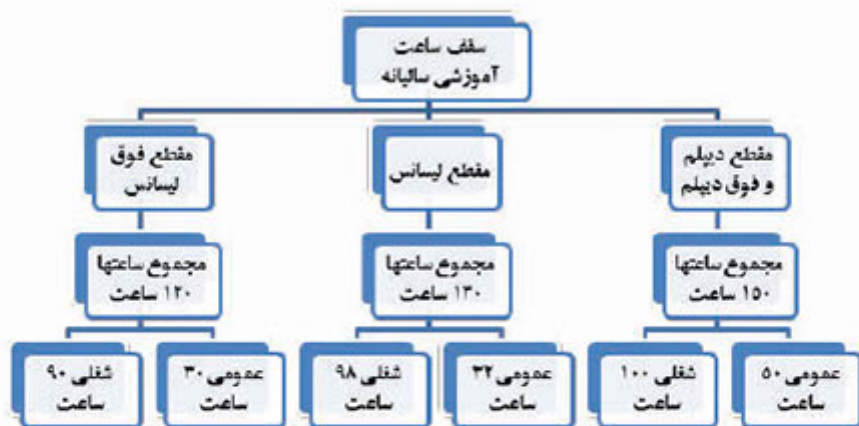 سقف ساعت
آموزشی سالیانه
مقطع دیپلم
و فوق دیپلم
مقطع لیسانس
مقطع فوق
لیسانس
مجموع ساعتها
۱۵۰ ساعت
مجموع ساعتها
۱۳۰ ساعت
مجموع ساعتها
۱۲۰ ساعت
عمومی ۵۰
ساعت
شغلی ۱۰۰
ساعت
عمومی ۳۲
ساعت
شغلی ۹۸
ساعت
عمومی ۳۰
ساعت
شغلی ۹۰
ساعت